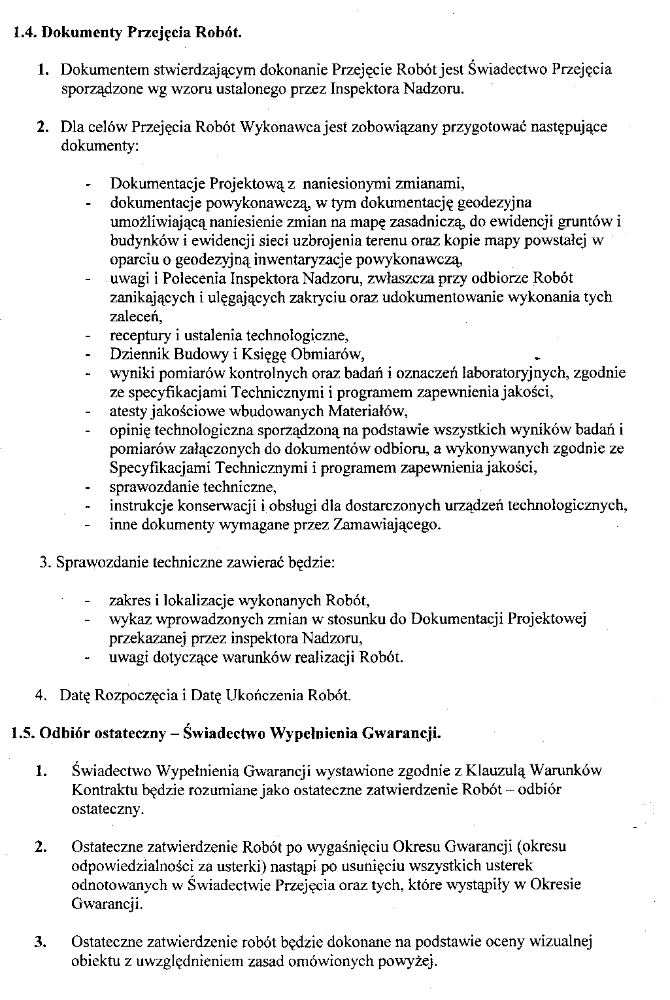 1.4. Dokumenty Przejęcia Robót.
1. Dokumentem stwierdzającym dokonanie Przejęcie Robót jest Świadectwo Przejęcia
sporządzone wg wzoru ustalonego przez Inspektora Nadzoru.
2. Dla celów Przejęcia Robót Wykonawca jest zobowiązany przygotować następujące
dokumenty:
- Dokumentacje Projektową z naniesionymi zmianami,
- dokumentacje powykonawczą, w tym dokumentację geodezyjna
umożliwiającą naniesienie zmian na mapę zasadniczą, do ewidencji gruntów i
budynków i ewidencji sieci uzbrojenia terenu oraz kopie mapy powstałej w
oparciu o geodezyjną inwentaryzacje powykonawczą,
- uwagi i Polecenia Inspektora Nadzoru, zwłaszcza przy odbiorze Robót
zanikających i ulęgających zakryciu oraz udokumentowanie wykonania tych
zaleceń,
- receptury i ustalenia technologiczne,
- Dziennik Budowy i Księgę Obmiarów,
- wyniki pomiarów kontrolnych oraz badań i oznaczeń laboratoryjnych, zgodnie
ze specyfikacjami Technicznymi i programem zapewnienia jakości,
- atesty jakościowe wbudowanych Materiałów,
- opinię technologiczna sporządzoną na podstawie wszystkich wyników badań i
pomiarów załączonych do dokumentów odbioru, a wykonywanych zgodnie ze
Specyfikacjami Technicznymi i programem zapewnienia jakości,
- sprawozdanie techniczne,
- instrukcje konserwacji i obsługi dla dostarczonych urządzeń technologicznych,
- inne dokumenty wymagane przez Zamawiającego.
3. Sprawozdanie techniczne zawierać będzie:
- zakres i lokalizacje wykonanych Robót,
- wykaz wprowadzonych zmian w stosunku do Dokumentacji Projektowej
przekazanej przez inspektora Nadzoru,
- uwagi dotyczące warunków realizacji Robót.
4. Datę Rozpoczęcia i Datę Ukończenia Robót.
1.5. Odbiór ostateczny – Świadectwo Wypełnienia Gwarancji.
1. Świadectwo Wypełnienia Gwarancji wystawione zgodnie z Klauzulą Warunków
Kontraktu będzie rozumiane jako ostateczne zatwierdzenie Robót – odbiór
ostateczny.
2. Ostateczne zatwierdzenie Robót po wygaśnięciu Okresu Gwarancji (okresu
odpowiedzialności za usterki) nastąpi po usunięciu wszystkich usterek
odnotowanych w Świadectwie Przejęcia oraz tych, które wystąpiły w Okresie
Gwarancji.
3. Ostateczne zatwierdzenie robót będzie dokonane na podstawie oceny wizualnej
obiektu z uwzględnieniem zasad omówionych powyżej.